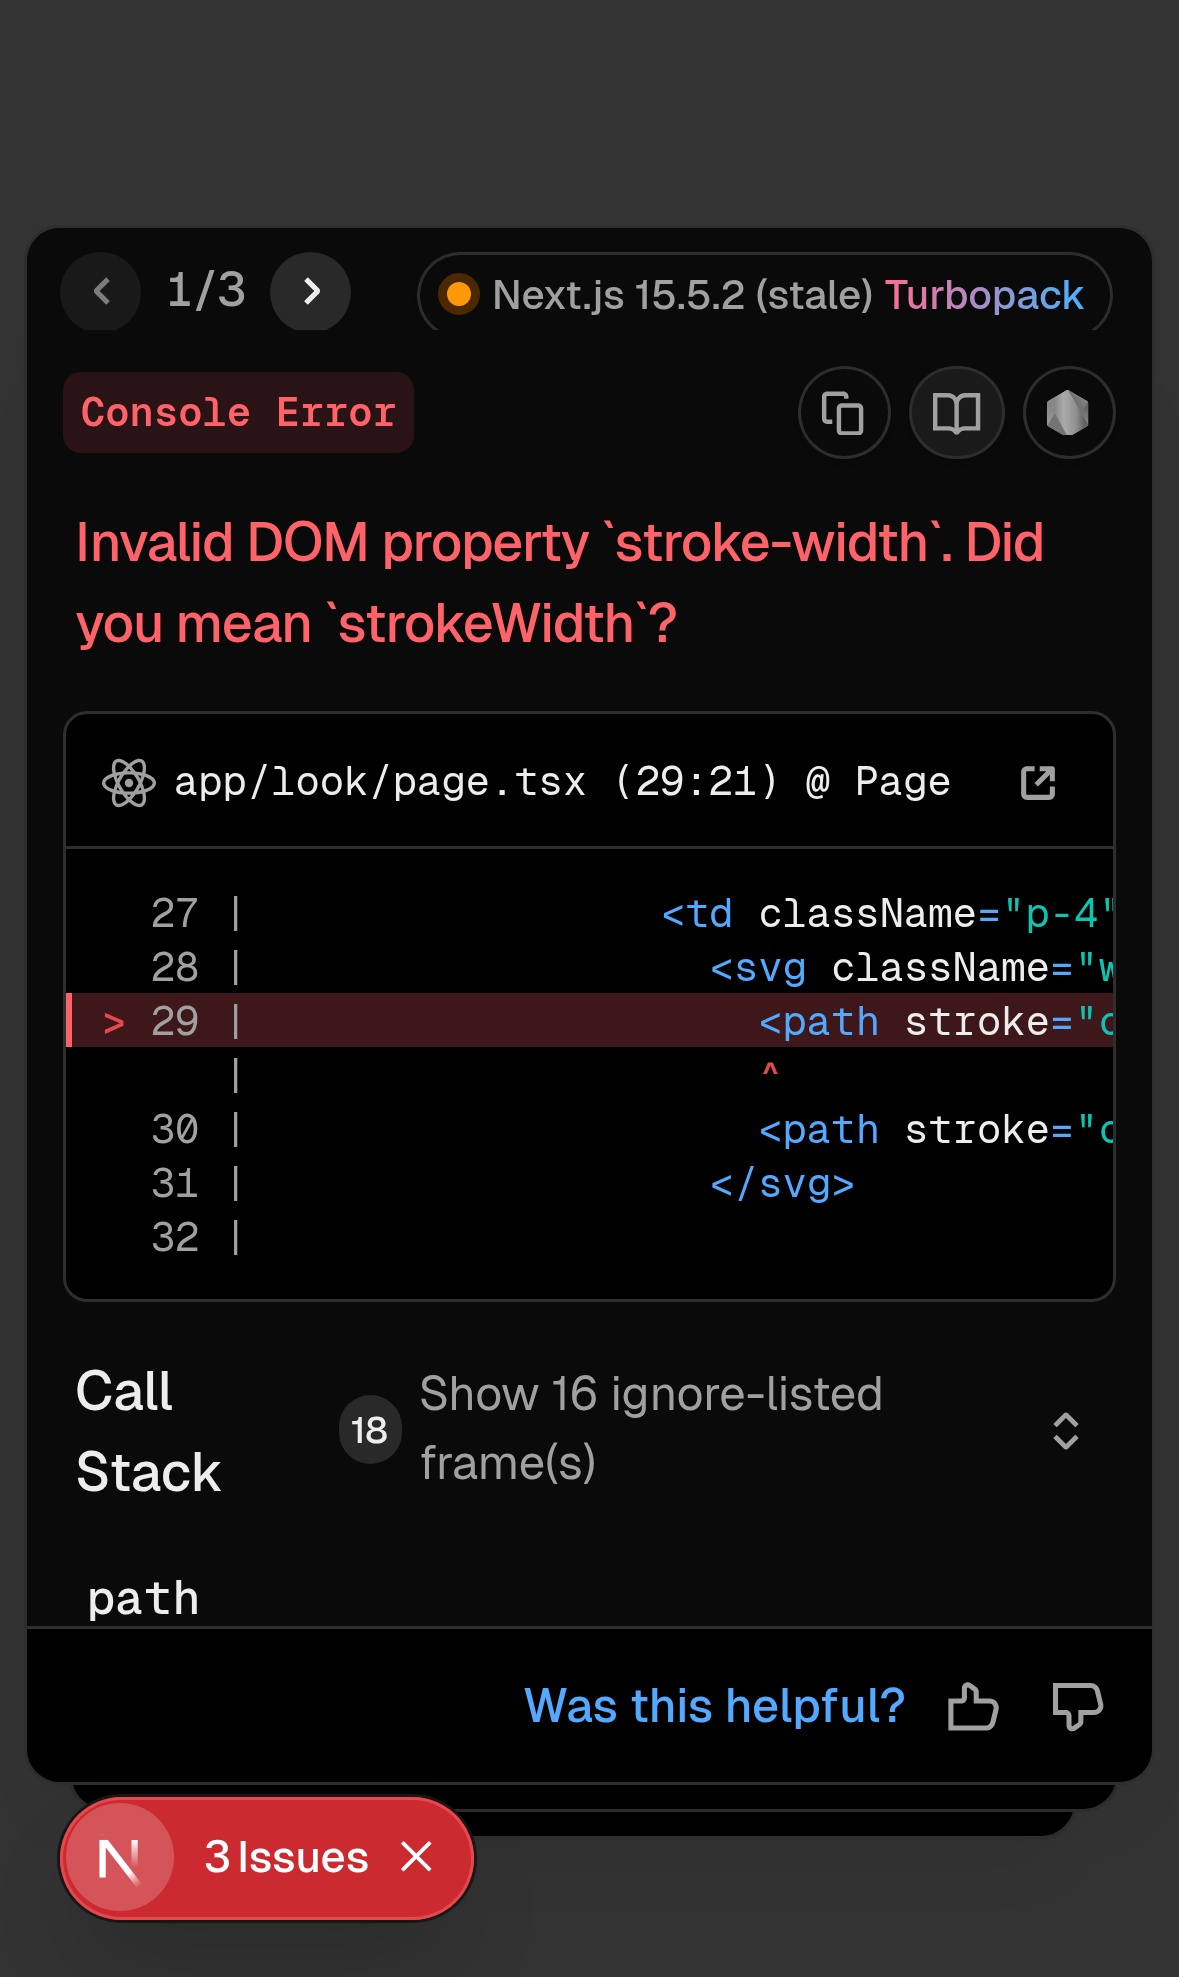 1/3
Next.js 15.5.2 (stale) Turbopack
Console Error
Invalid DOM property `stroke-width`. Did
you mean `strokeWidth`?
app/look/page.tsx (29:21) @ Page
27 | <td className="p-4"
28 | <svg className="w
> 29 | <path stroke="c
| ^
30 | <path stroke="c
31 | </svg>
32 |
Call
Stack
18
Show 16 ignore-listed
frame(s)
path
Was this helpful?
N 3 Issues